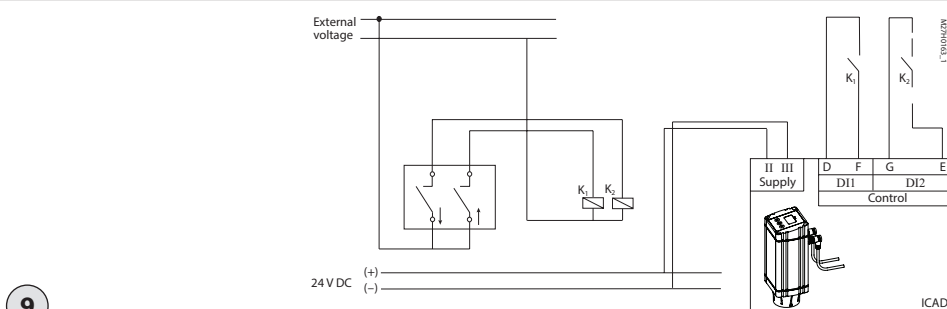 External
voltage
M27H0163_1
K₁
K₂
II III
Supply
D F G E
DI1 DI2
Control
K₁ K₂
24 V DC
(+)
(–)
ICAD
9